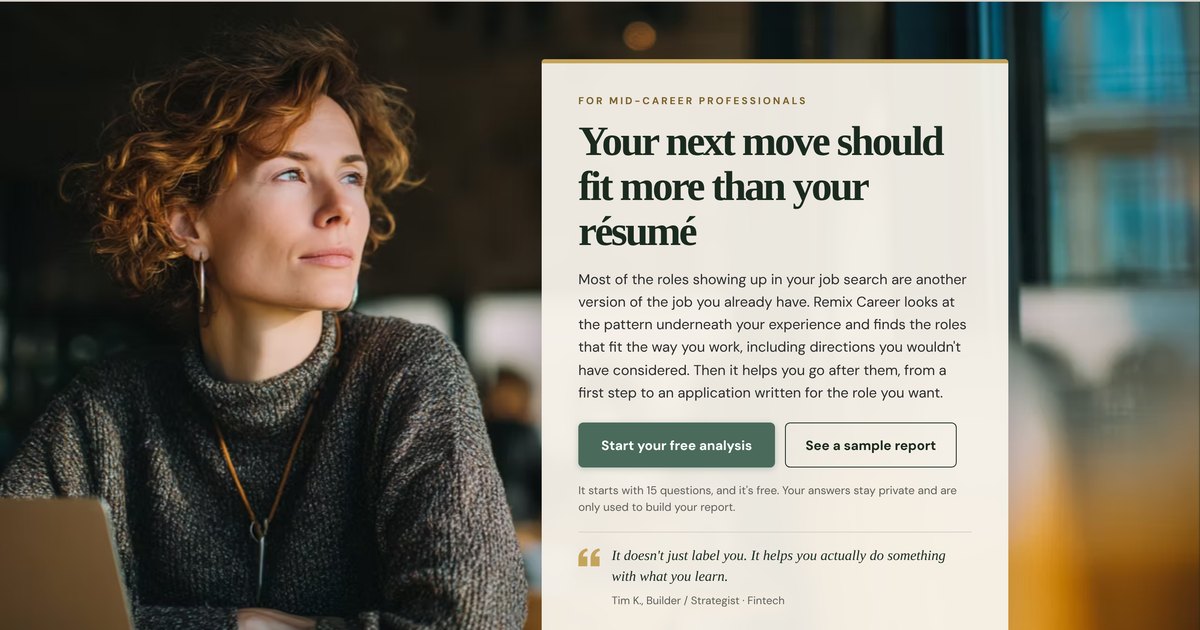 FOR MID-CAREER PROFESSIONALS
Your next move should
fit more than your
résumé
Most of the roles showing up in your job search are another
version of the job you already have. Remix Career looks at
the pattern underneath your experience and finds the roles
that fit the way you work, including directions you wouldn't
have considered. Then it helps you go after them, from a
first step to an application written for the role you want.
Start your free analysis
See a sample report
It starts with 15 questions, and it's free. Your answers stay private and are
only used to build your report.
It doesn't just label you. It helps you actually do something
with what you learn.
Tim K., Builder / Strategist · Fintech